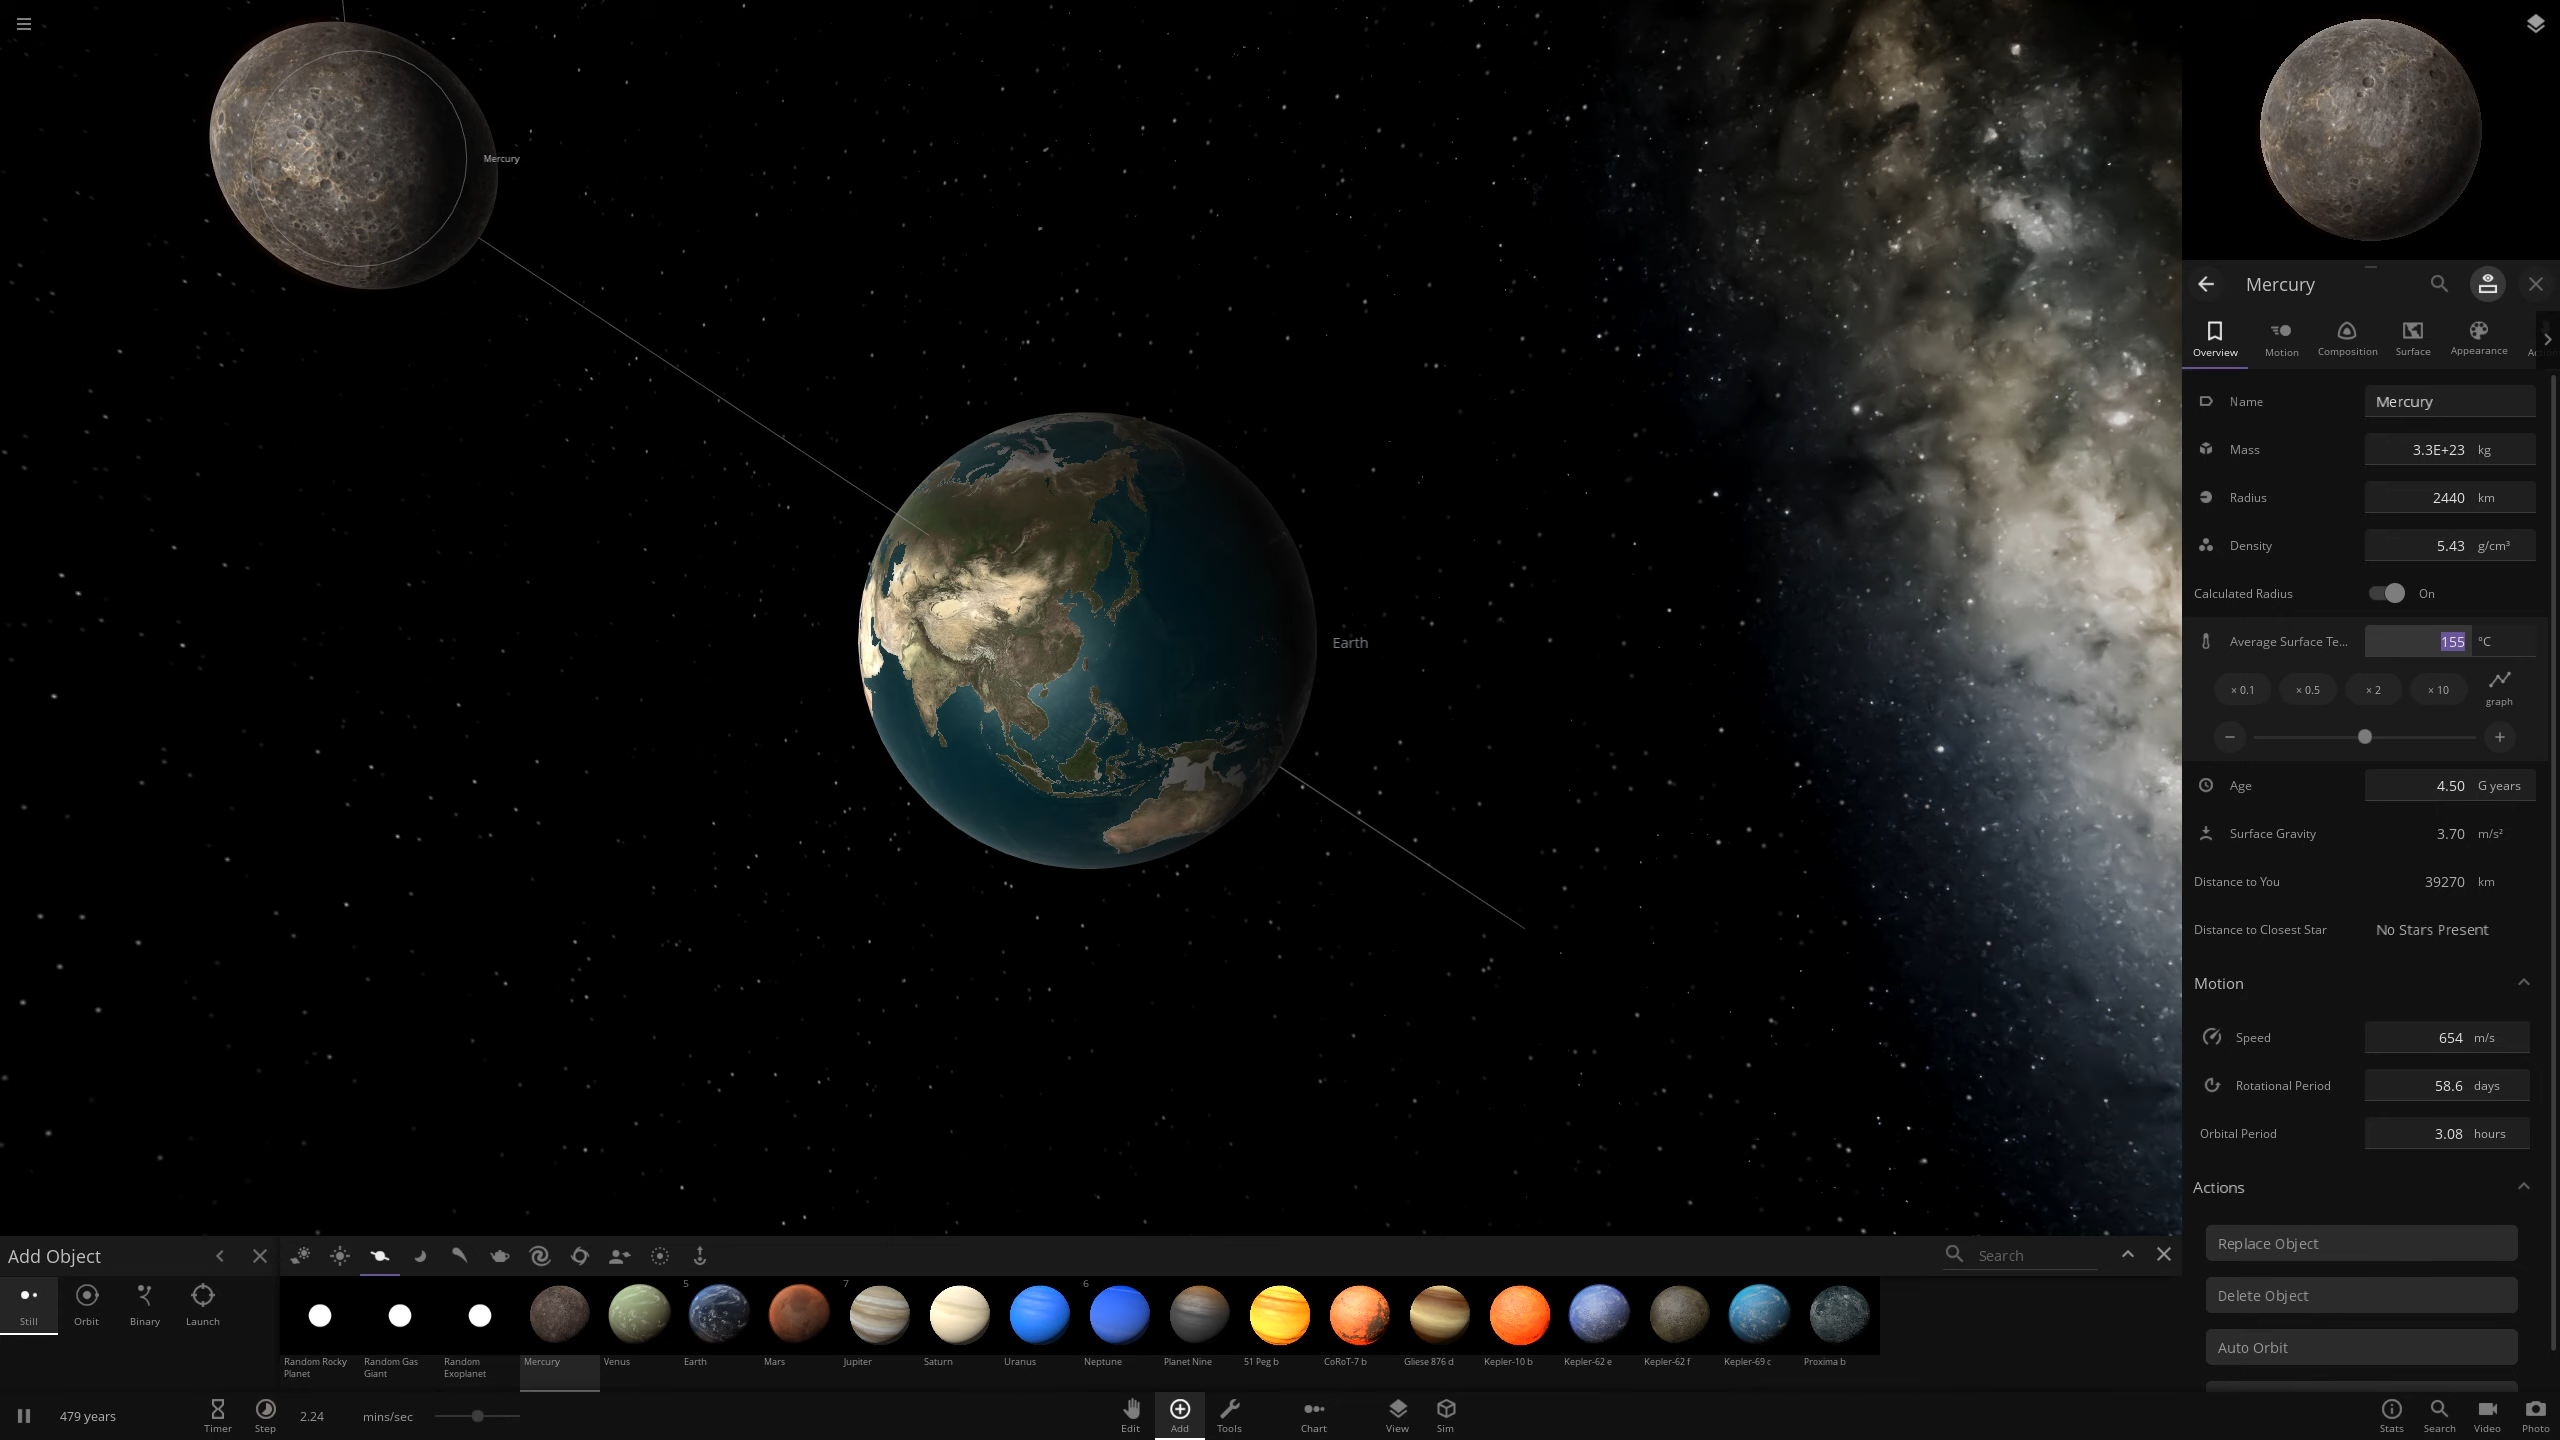 Mercury
Earth
Mercury
Overview
Motion
Composition
Surface
Appearance
Name
Mercury
Mass
3.3E+23 kg
Radius
2440 km
Density
5.43 g/cm³
Calculated Radius
On
Average Surface Te...
155 °C
× 0.1
× 0.5
× 2
× 10
graph
Age
4.50 G years
Surface Gravity
3.70 m/s²
Distance to You
39270 km
Distance to Closest Star
No Stars Present
Motion
Speed
654 m/s
Rotational Period
58.6 days
Orbital Period
3.08 hours
Actions
Replace Object
Delete Object
Auto Orbit
Add Object
Search
Still
Orbit
Binary
Launch
5
7
6
Random Rocky
Planet
Random Gas
Giant
Random
Exoplanet
Mercury
Venus
Earth
Mars
Jupiter
Saturn
Uranus
Neptune
Planet Nine
51 Peg b
CoRoT-7 b
Gliese 876 d
Kepler-10 b
Kepler-62 e
Kepler-62 f
Kepler-69 c
Proxima b
479 years
Timer
Step
2.24 mins/sec
Edit
Add
Tools
Chart
View
Sim
Stats
Search
Video
Photo